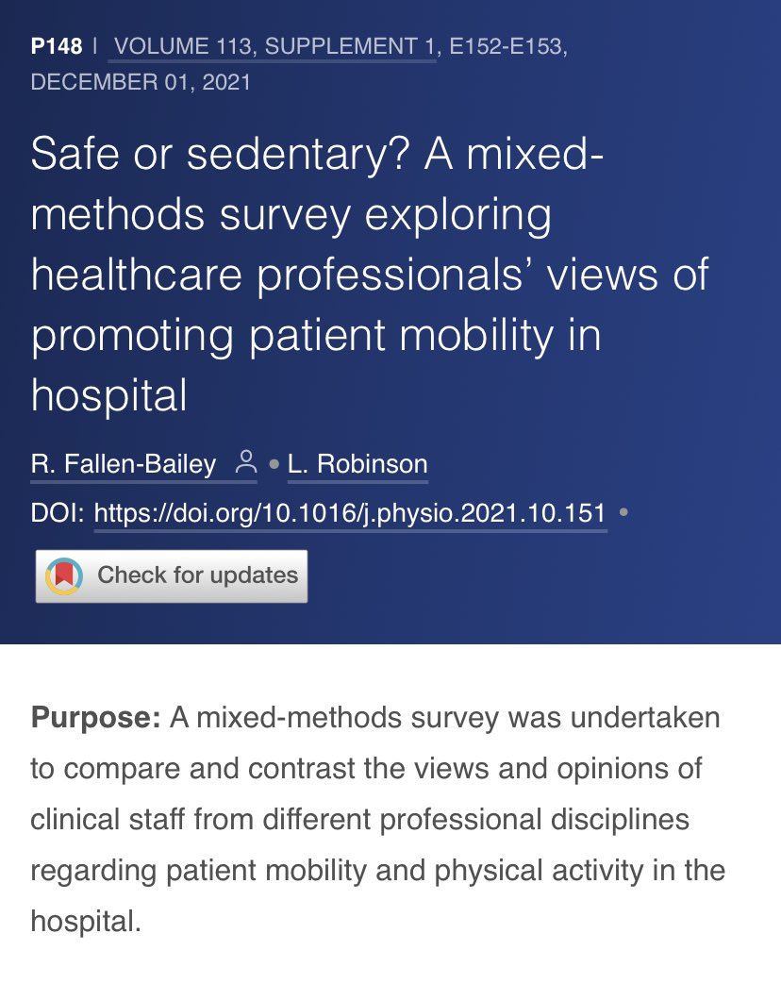 P148 | VOLUME 113, SUPPLEMENT 1, E152-E153,
DECEMBER 01, 2021
Safe or sedentary? A mixed-
methods survey exploring
healthcare professionals’ views of
promoting patient mobility in
hospital
R. Fallen-Bailey • L. Robinson
DOI: https://doi.org/10.1016/j.physio.2021.10.151 •
Check for updates
Purpose: A mixed-methods survey was undertaken
to compare and contrast the views and opinions of
clinical staff from different professional disciplines
regarding patient mobility and physical activity in the
hospital.